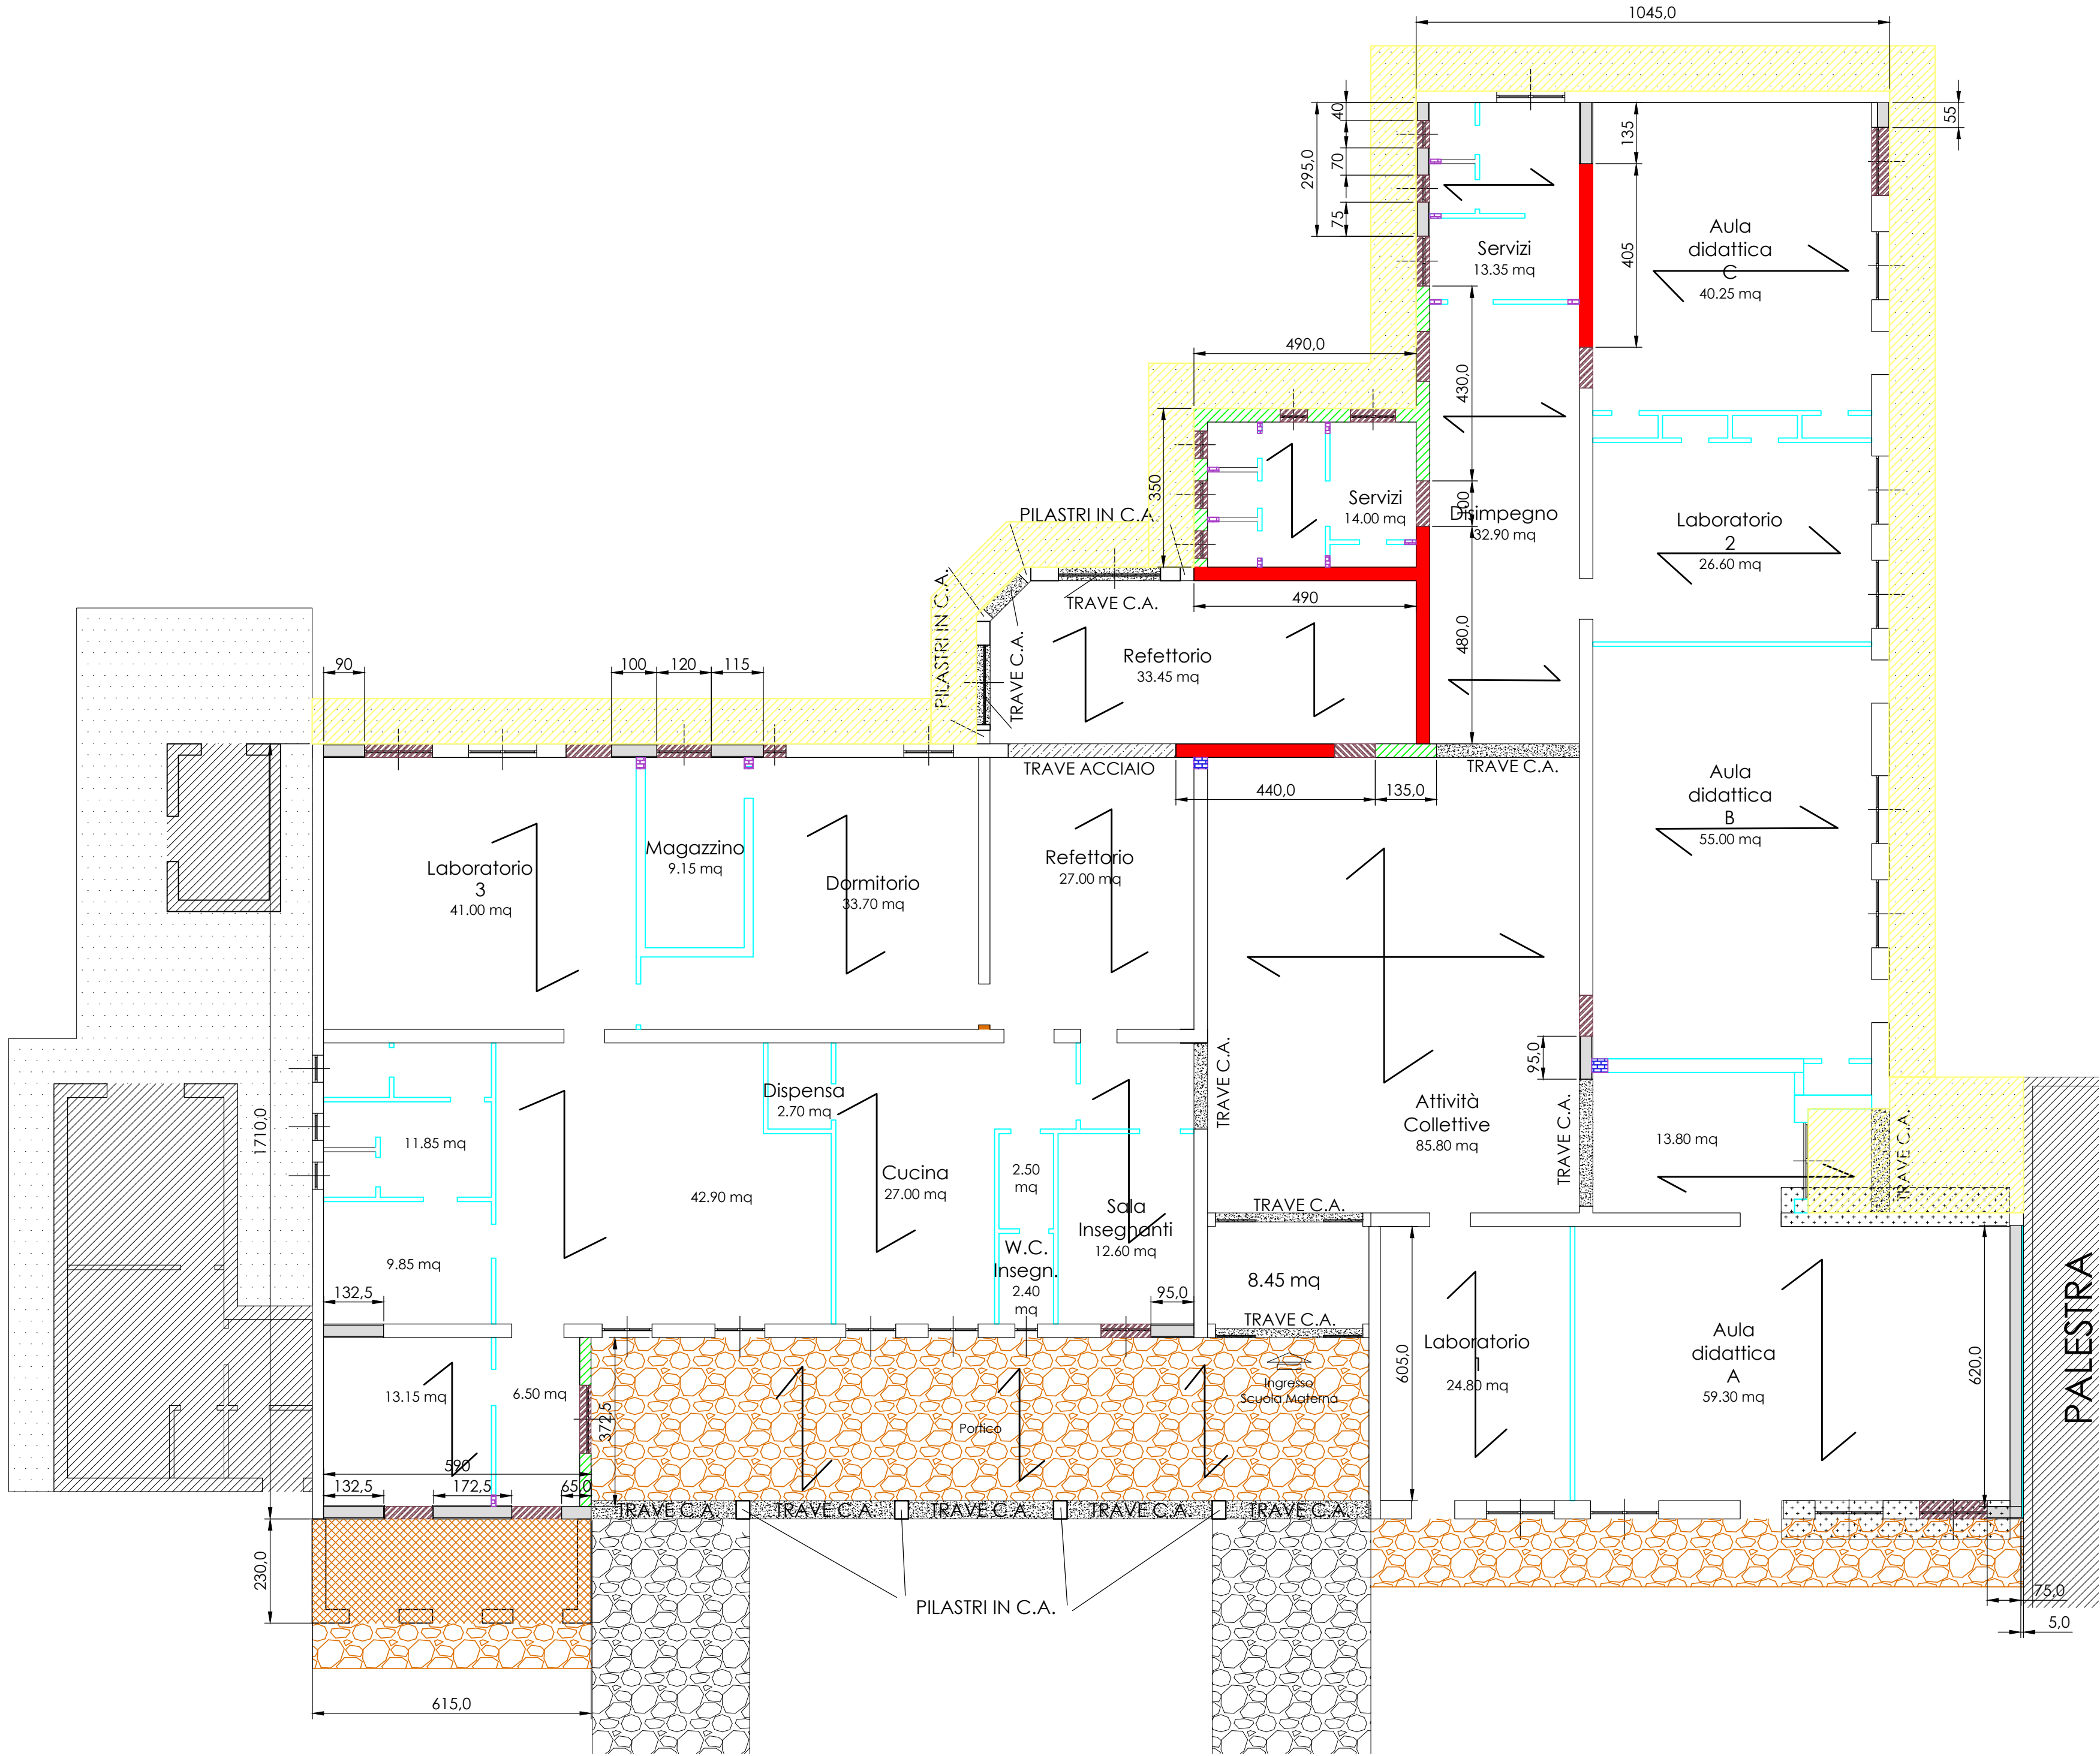 1045,0
40
70
75
295,0
135
405
55
Aula
didattica
C
40.25 mq
Servizi
13.35 mq
490,0
430,0
350
PILASTRI IN C.A.
Servizi
14.00 mq
100
Disimpegno
32.90 mq
Laboratorio
2
26.60 mq
PILASTRI IN C.A.
TRAVE C.A.
TRAVE C.A.
490
480,0
Refettorio
33.45 mq
90
100
120
115
TRAVE ACCIAIO
TRAVE C.A.
440,0
135,0
Aula
didattica
B
55.00 mq
Laboratorio
3
41.00 mq
Magazzino
9.15 mq
Dormitorio
33.70 mq
Refettorio
27.00 mq
95,0
1710,0
Dispensa
2.70 mq
TRAVE C.A.
Attività
Collettive
85.80 mq
TRAVE C.A.
13.80 mq
TRAVE C.A.
11.85 mq
42.90 mq
Cucina
27.00 mq
2.50
mq
Sala
Insegnanti
12.60 mq
W.C.
Insegn.
2.40
mq
TRAVE C.A.
8.45 mq
TRAVE C.A.
9.85 mq
132,5
95,0
605,0
Laboratorio
1
24.80 mq
Aula
didattica
A
59.30 mq
620,0
PALESTRA
13.15 mq
6.50 mq
372,5
Ingresso
Scuola Materna
Portico
590
132,5
172,5
65,0
TRAVE C.A.
TRAVE C.A.
TRAVE C.A.
TRAVE C.A.
TRAVE C.A.
230,0
PILASTRI IN C.A.
75,0
5,0
615,0